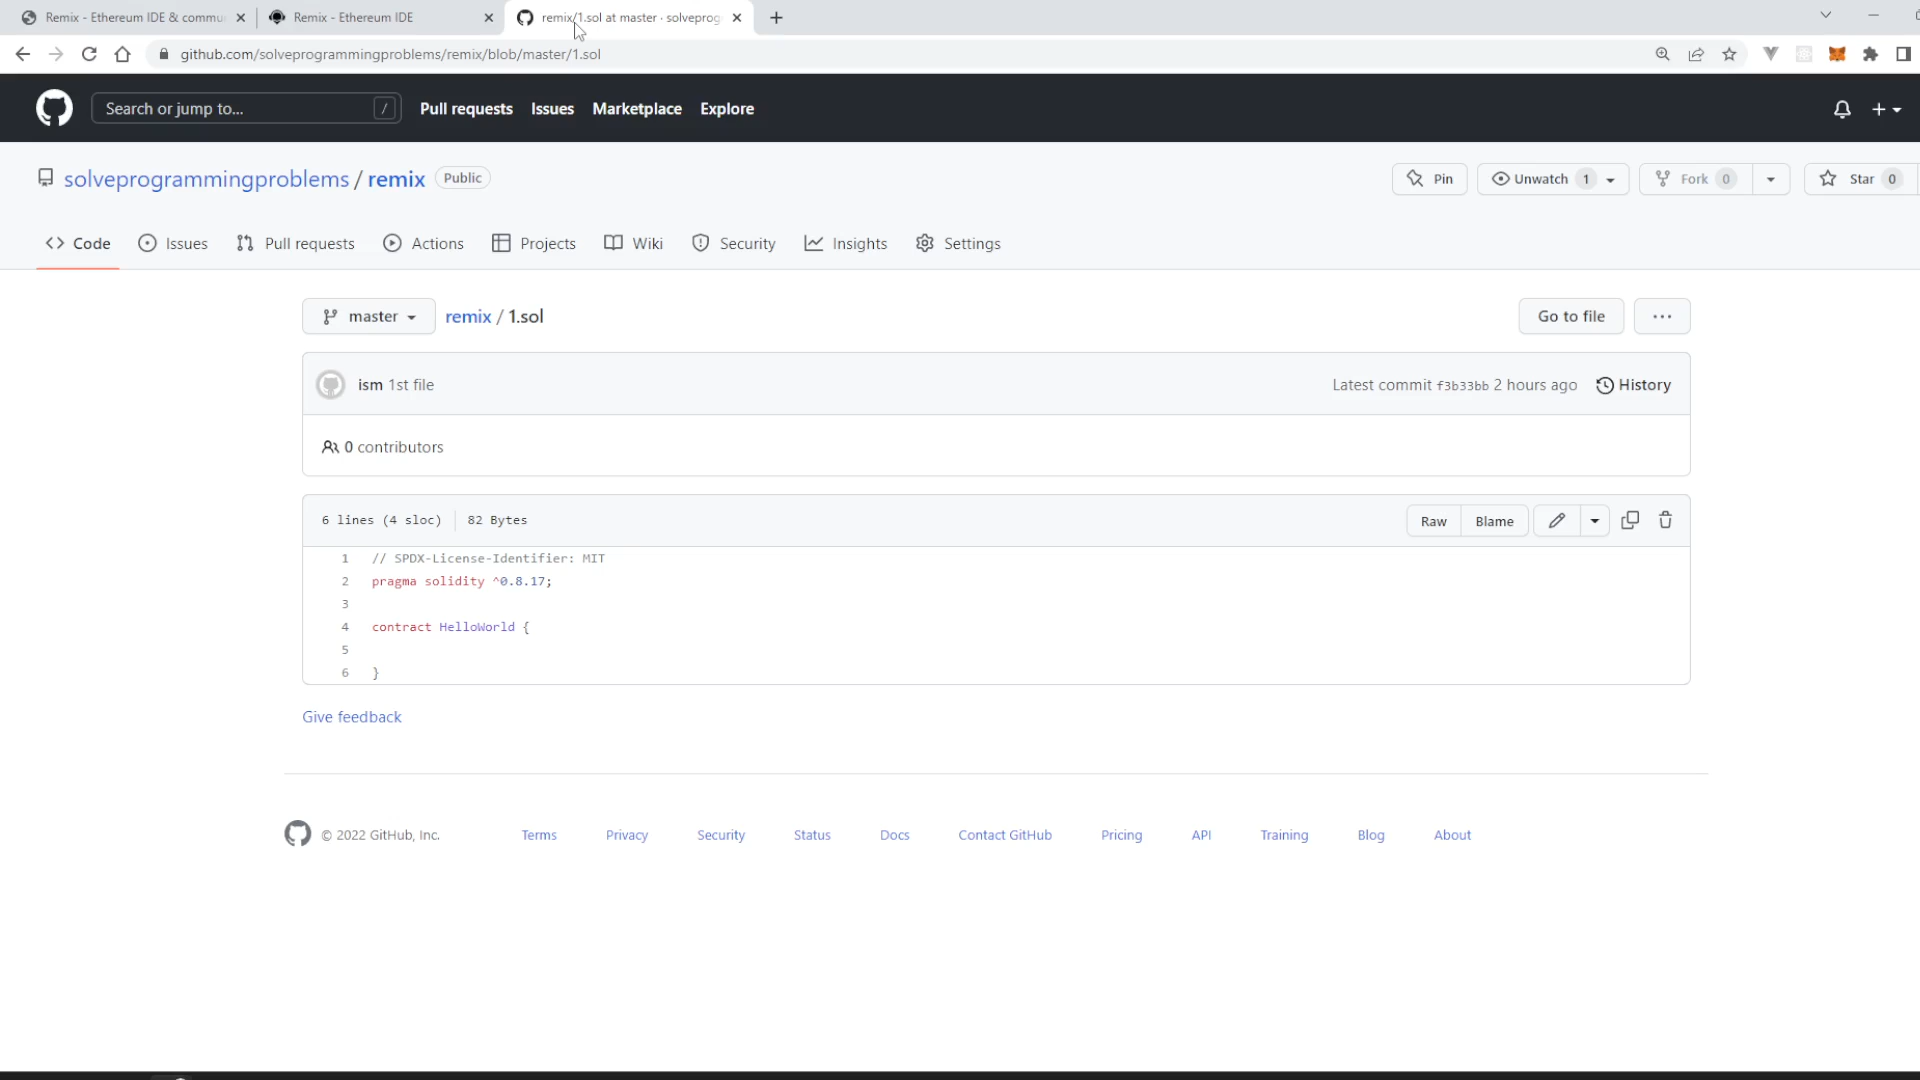 Remix - Ethereum IDE & commu
Remix - Ethereum IDE
remix/1.sol at master · solveprog
github.com/solveprogrammingproblems/remix/blob/master/1.sol
Search or jump to... /
Pull requests Issues Marketplace Explore
solveprogrammingproblems / remix Public
Pin
Unwatch 1
Fork 0
Star 0
Code Issues Pull requests Actions Projects Wiki Security Insights Settings
master remix / 1.sol
Go to file ...
ism 1st file
Latest commit f3b33bb 2 hours ago History
0 contributors
6 lines (4 sloc) 82 Bytes
Raw Blame
1 // SPDX-License-Identifier: MIT
2 pragma solidity ^0.8.17;
3
4 contract HelloWorld {
5
6 }
Give feedback
© 2022 GitHub, Inc. Terms Privacy Security Status Docs Contact GitHub Pricing API Training Blog About